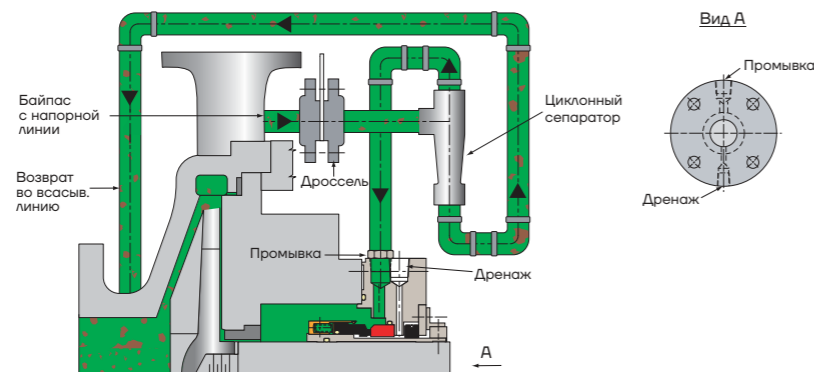 Вид А
Промывка
Байпас
с напорной
линии
Циклонный
сепаратор
Дроссель
Возврат
во всасыв.
линию
Дренаж
Промывка
Дренаж
А